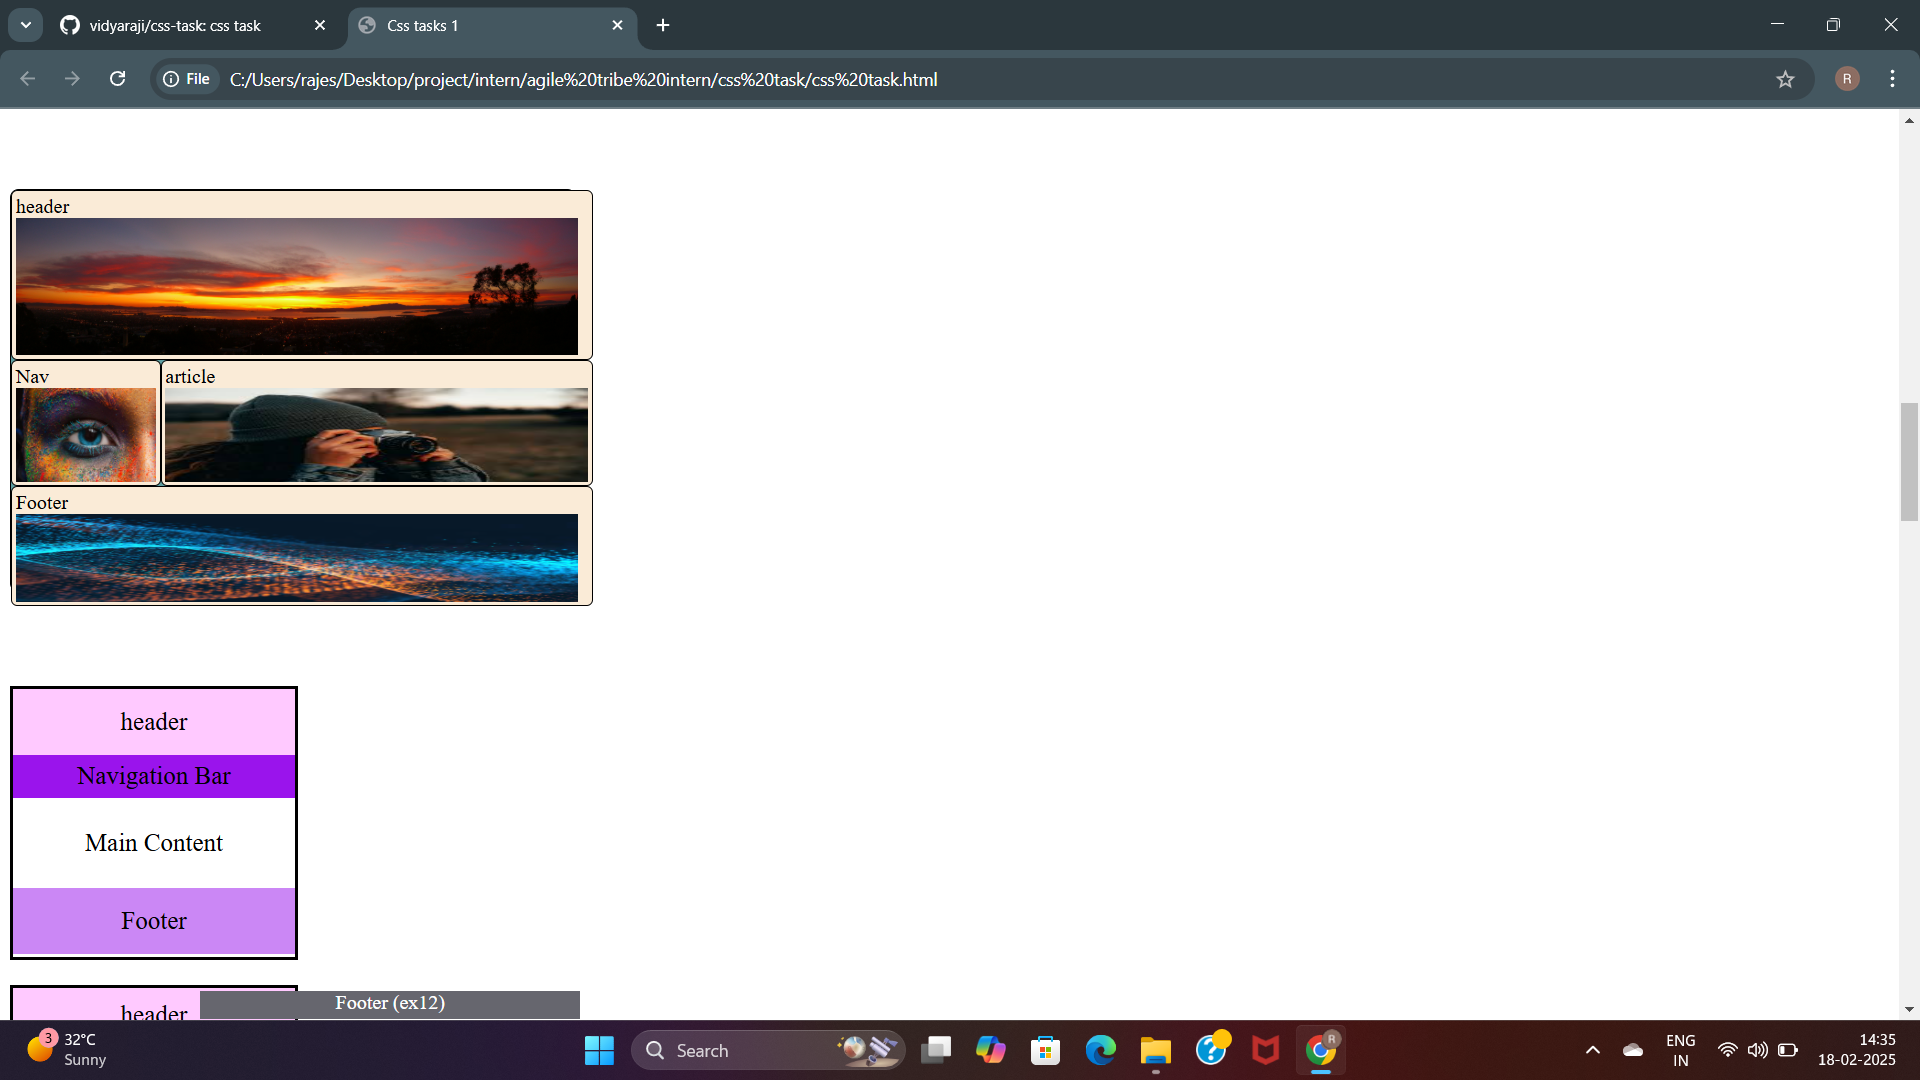 vidyaraji/css-task: css task
Css tasks 1
File
C:/Users/rajes/Desktop/project/intern/agile%20tribe%20intern/css%20task/css%20task.html
R
header
Nav
article
Footer
header
Navigation Bar
Main Content
Footer
header
Footer (ex12)
3
32°C
Sunny
Search
R
ENG
IN
14:35
18-02-2025